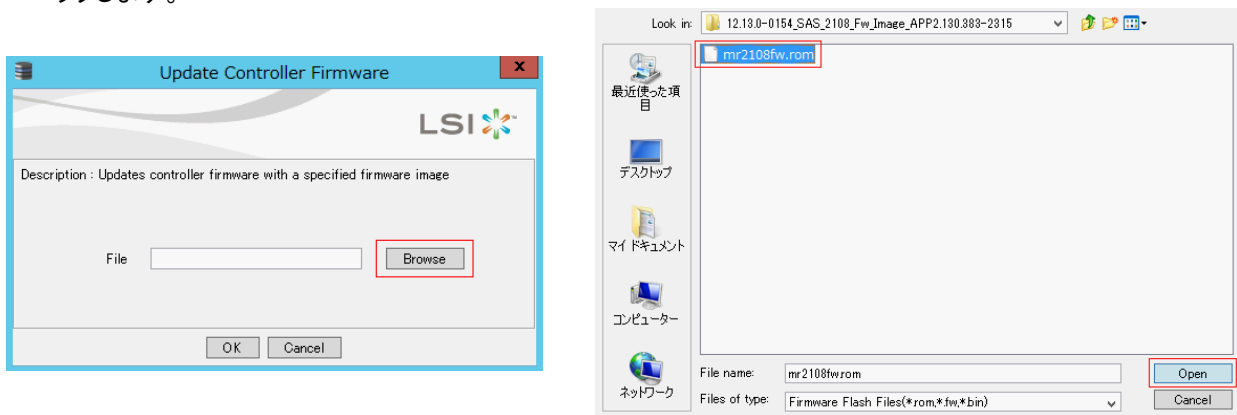 Update Controller Firmware
x
LSI
Description : Updates controller firmware with a specified firmware image
File
Browse
OK
Cancel
Look in:
12.13.0-0154_SAS_2108_Fw_Image_APP2.130.383-2315
mr2108fw.rom
最近使った項
目
デスクトップ
マイ ドキュメント
コンピューター
ネットワーク
File name:
mr2108fw.rom
Open
Files of type:
Firmware Flash Files(*.rom,*.fw,*.bin)
Cancel